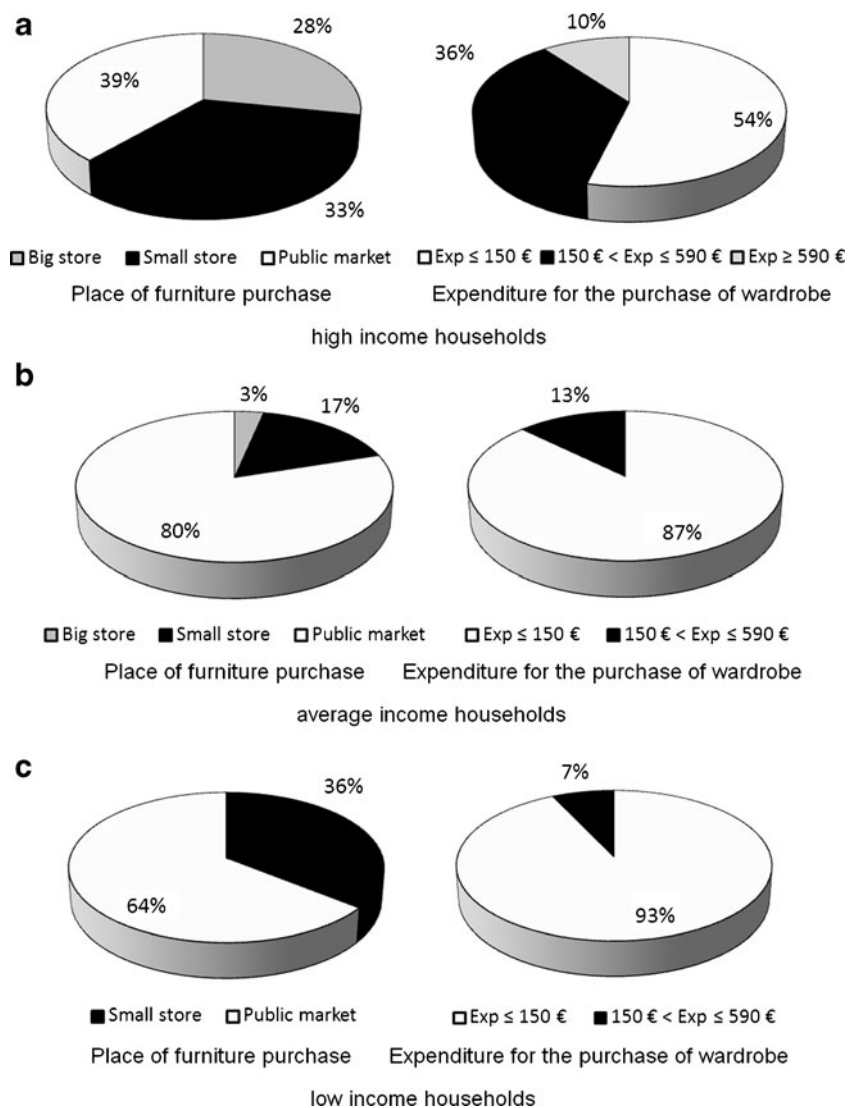 a
28%
39%
33%
10%
36%
54%
Big store Small store Public market
Exp ≤ 150 € 150 € < Exp ≤ 590 € Exp ≥ 590 €
Place of furniture purchase
Expenditure for the purchase of wardrobe
high income households
b
3%
17%
80%
13%
87%
Big store Small store Public market
Exp ≤ 150 € 150 € < Exp ≤ 590 €
Place of furniture purchase
Expenditure for the purchase of wardrobe
average income households
c
36%
64%
7%
93%
Small store Public market
Exp ≤ 150 € 150 € < Exp ≤ 590 €
Place of furniture purchase
Expenditure for the purchase of wardrobe
low income households